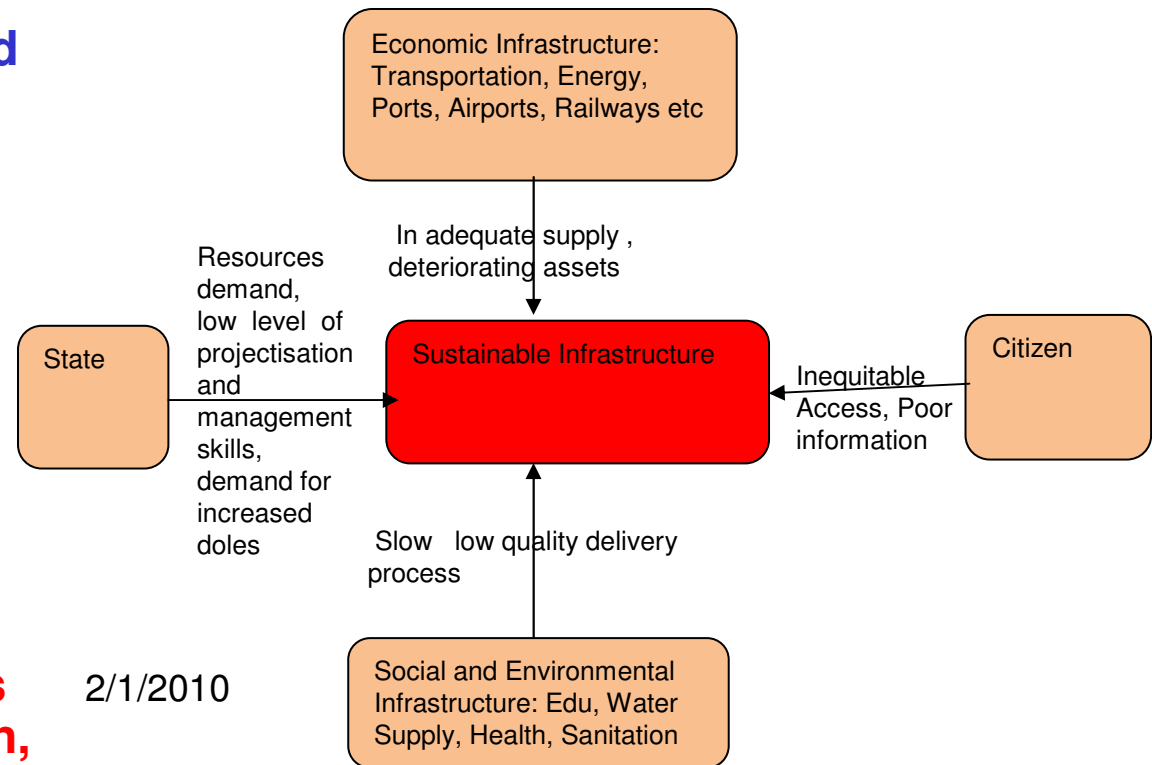 d
Economic Infrastructure:
Transportation, Energy,
Ports, Airports, Railways etc
In adequate supply ,
deteriorating assets
Resources
demand,
low level of
projectisation
and
management
skills,
demand for
increased
doles
State
Sustainable Infrastructure
Citizen
Inequitable
Access, Poor
information
Slow low quality delivery
process
Social and Environmental
Infrastructure: Edu, Water
Supply, Health, Sanitation
s
n,
2/1/2010